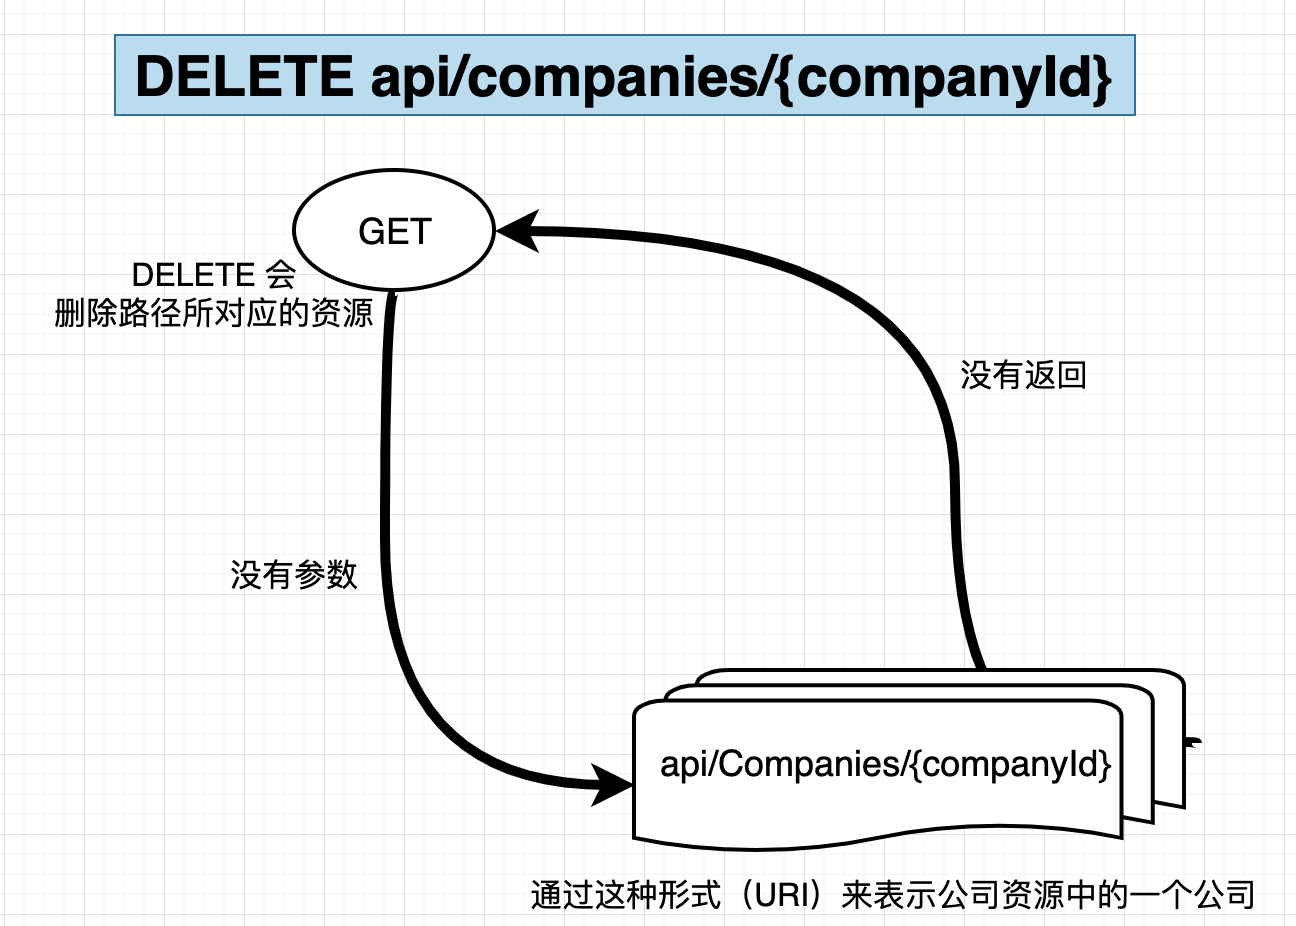 DELETE api/companies/{companyId}
GET
DELETE 会
删除路径所对应的资源
没有返回
没有参数
api/Companies/{companyId}
通过这种形式（URI）来表示公司资源中的一个公司